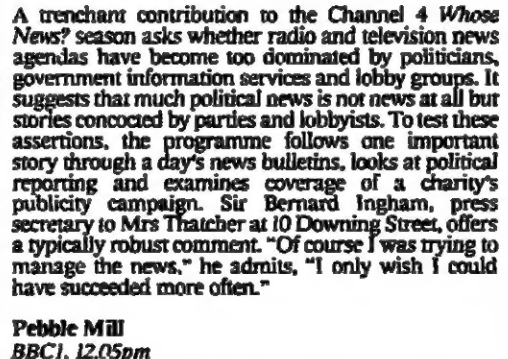 A trenchant contribution to the Channel 4 Whose
News? season asks whether radio and television news
agendas have become too dominated by politicians,
government information services and lobby groups. It
suggests that much political news is not news at all but
stories concocted by parties and lobbyists. To test these
assertions, the programme follows one important
story through a day's news bulletins, looks at political
reporting and examines coverage of a charity's
publicity campaign. Sir Bernard Ingham, press
secretary to Mrs Thatcher at 10 Downing Street, offers
a typically robust comment. "Of course I was trying to
manage the news," he admits, "I only wish I could
have succeeded more often."
Pebble Mill
BBC1, 12.05pm